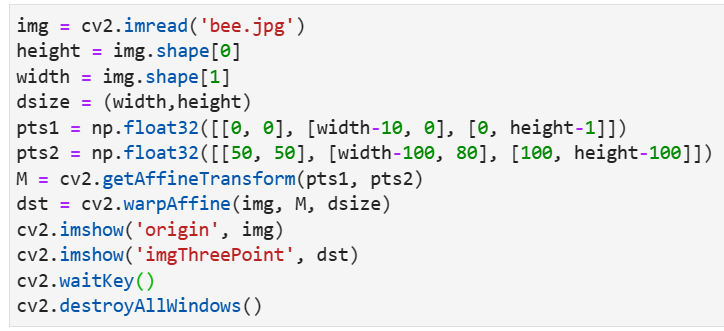 img = cv2.imread('bee.jpg')
height = img.shape[0]
width = img.shape[1]
dsize = (width,height)
pts1 = np.float32([[0, 0], [width-10, 0], [0, height-1]])
pts2 = np.float32([[50, 50], [width-100, 80], [100, height-100]])
M = cv2.getAffineTransform(pts1, pts2)
dst = cv2.warpAffine(img, M, dsize)
cv2.imshow('origin', img)
cv2.imshow('imgThreePoint', dst)
cv2.waitKey()
cv2.destroyAllWindows()